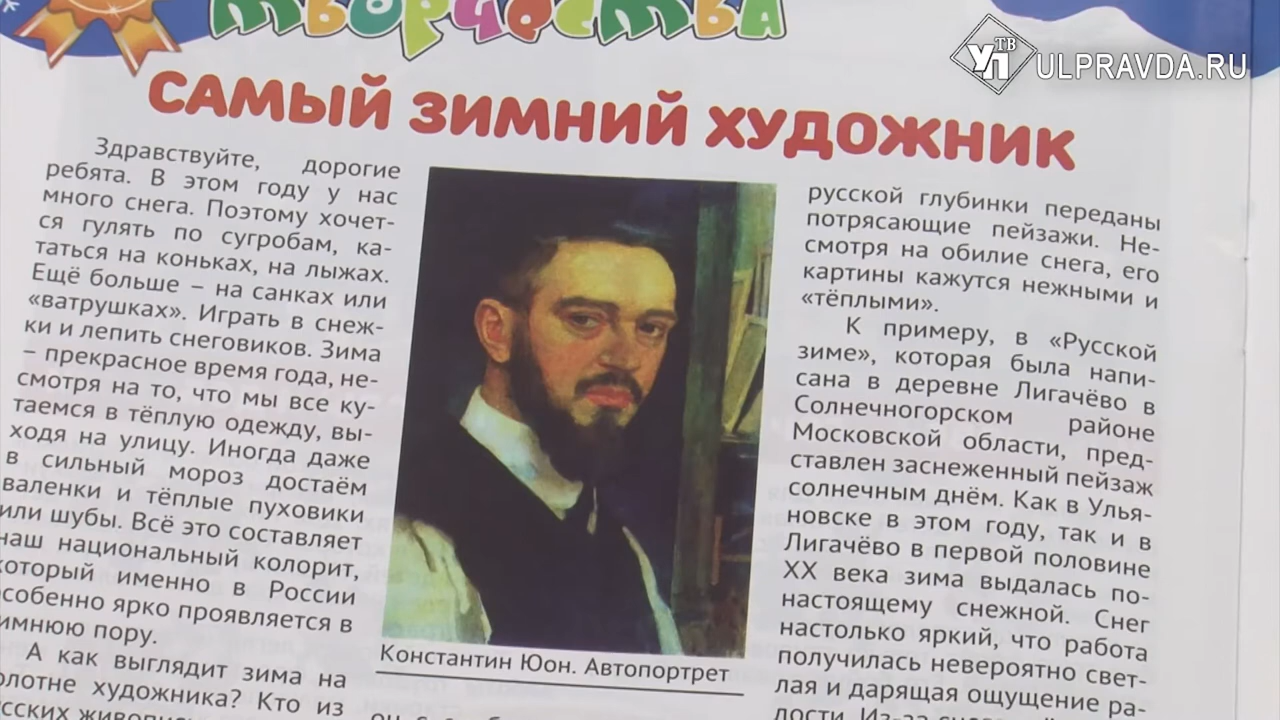 творчества
УП ТВ ULPRAVDA.RU
САМЫЙ ЗИМНИЙ ХУДОЖНИК
Здравствуйте, дорогие
ребята. В этом году у нас
много снега. Поэтому хочет-
ся гулять по сугробам, ка-
таться на коньках, на лыжах.
Ещё больше – на санках или
«ватрушках». Играть в снеж-
ки и лепить снеговиков. Зима
– прекрасное время года, не-
смотря на то, что мы все ку-
таемся в тёплую одежду, вы-
ходя на улицу. Иногда даже
в сильный мороз достаём
валенки и тёплые пуховики
или шубы. Всё это составляет
наш национальный колорит,
который именно в России
особенно ярко проявляется в
зимнюю пору.
А как выглядит зима на
полотне художника? Кто из
русских
Константин Юон. Автопортрет
русской глубинки переданы
потрясающие пейзажи. Не-
смотря на обилие снега, его
картины кажутся нежными и
«тёплыми».
К примеру, в «Русской
зиме», которая была напи-
сана в деревне Лигачёво в
Солнечногорском районе
Московской области, пред-
ставлен заснеженный пейзаж
солнечным днём. Как в Улья-
новске в этом году, так и в
Лигачёво в первой половине
XX века зима выдалась по-
настоящему снежной. Снег
настолько яркий, что работа
получилась невероятно свет-
лая и дарящая ощущение ра-
дости. Из-за